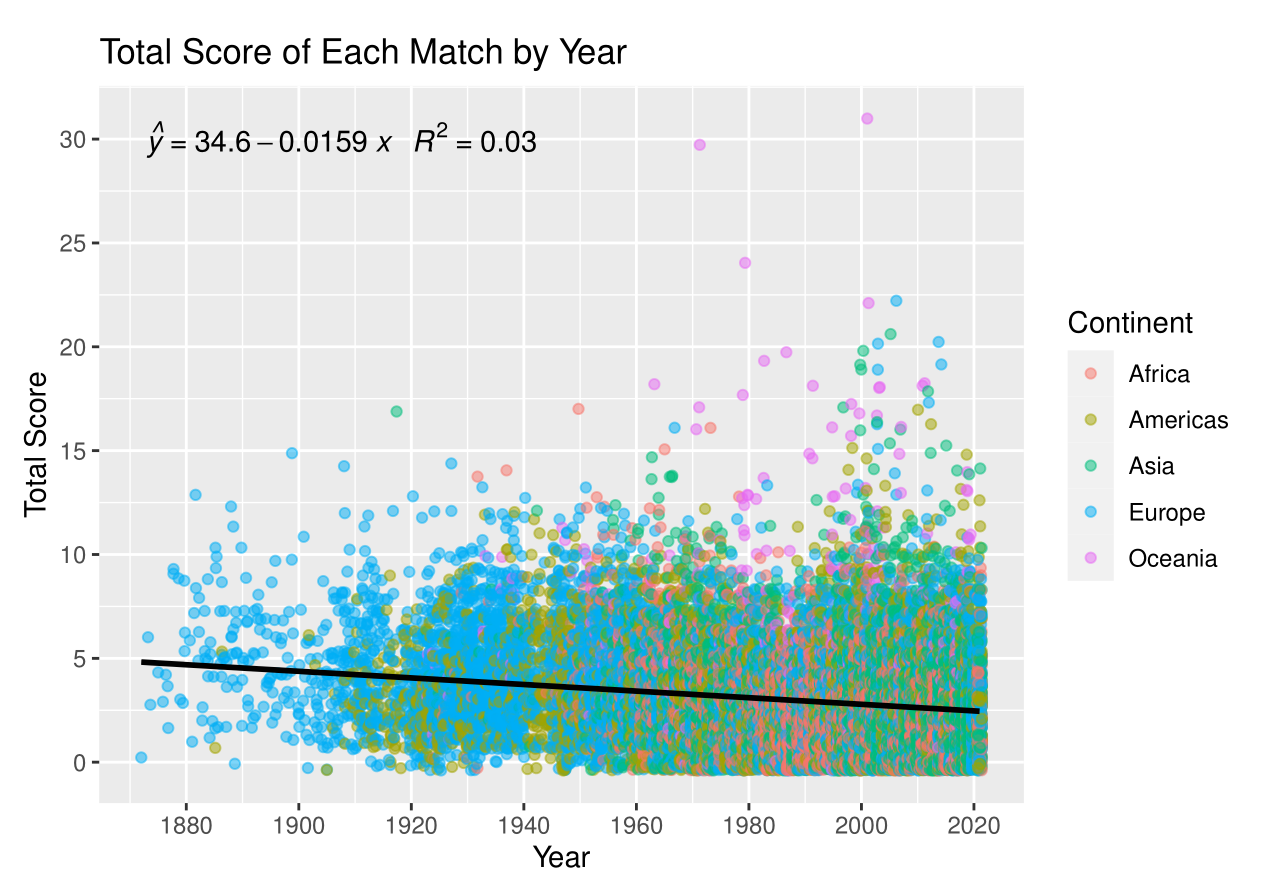 Total Score of Each Match by Year
ŷ = 34.6 − 0.0159 x R² = 0.03
30
25
20
15
10
5
0
Total Score
1880 1900 1920 1940 1960 1980 2000 2020
Year
Continent
Africa
Americas
Asia
Europe
Oceania